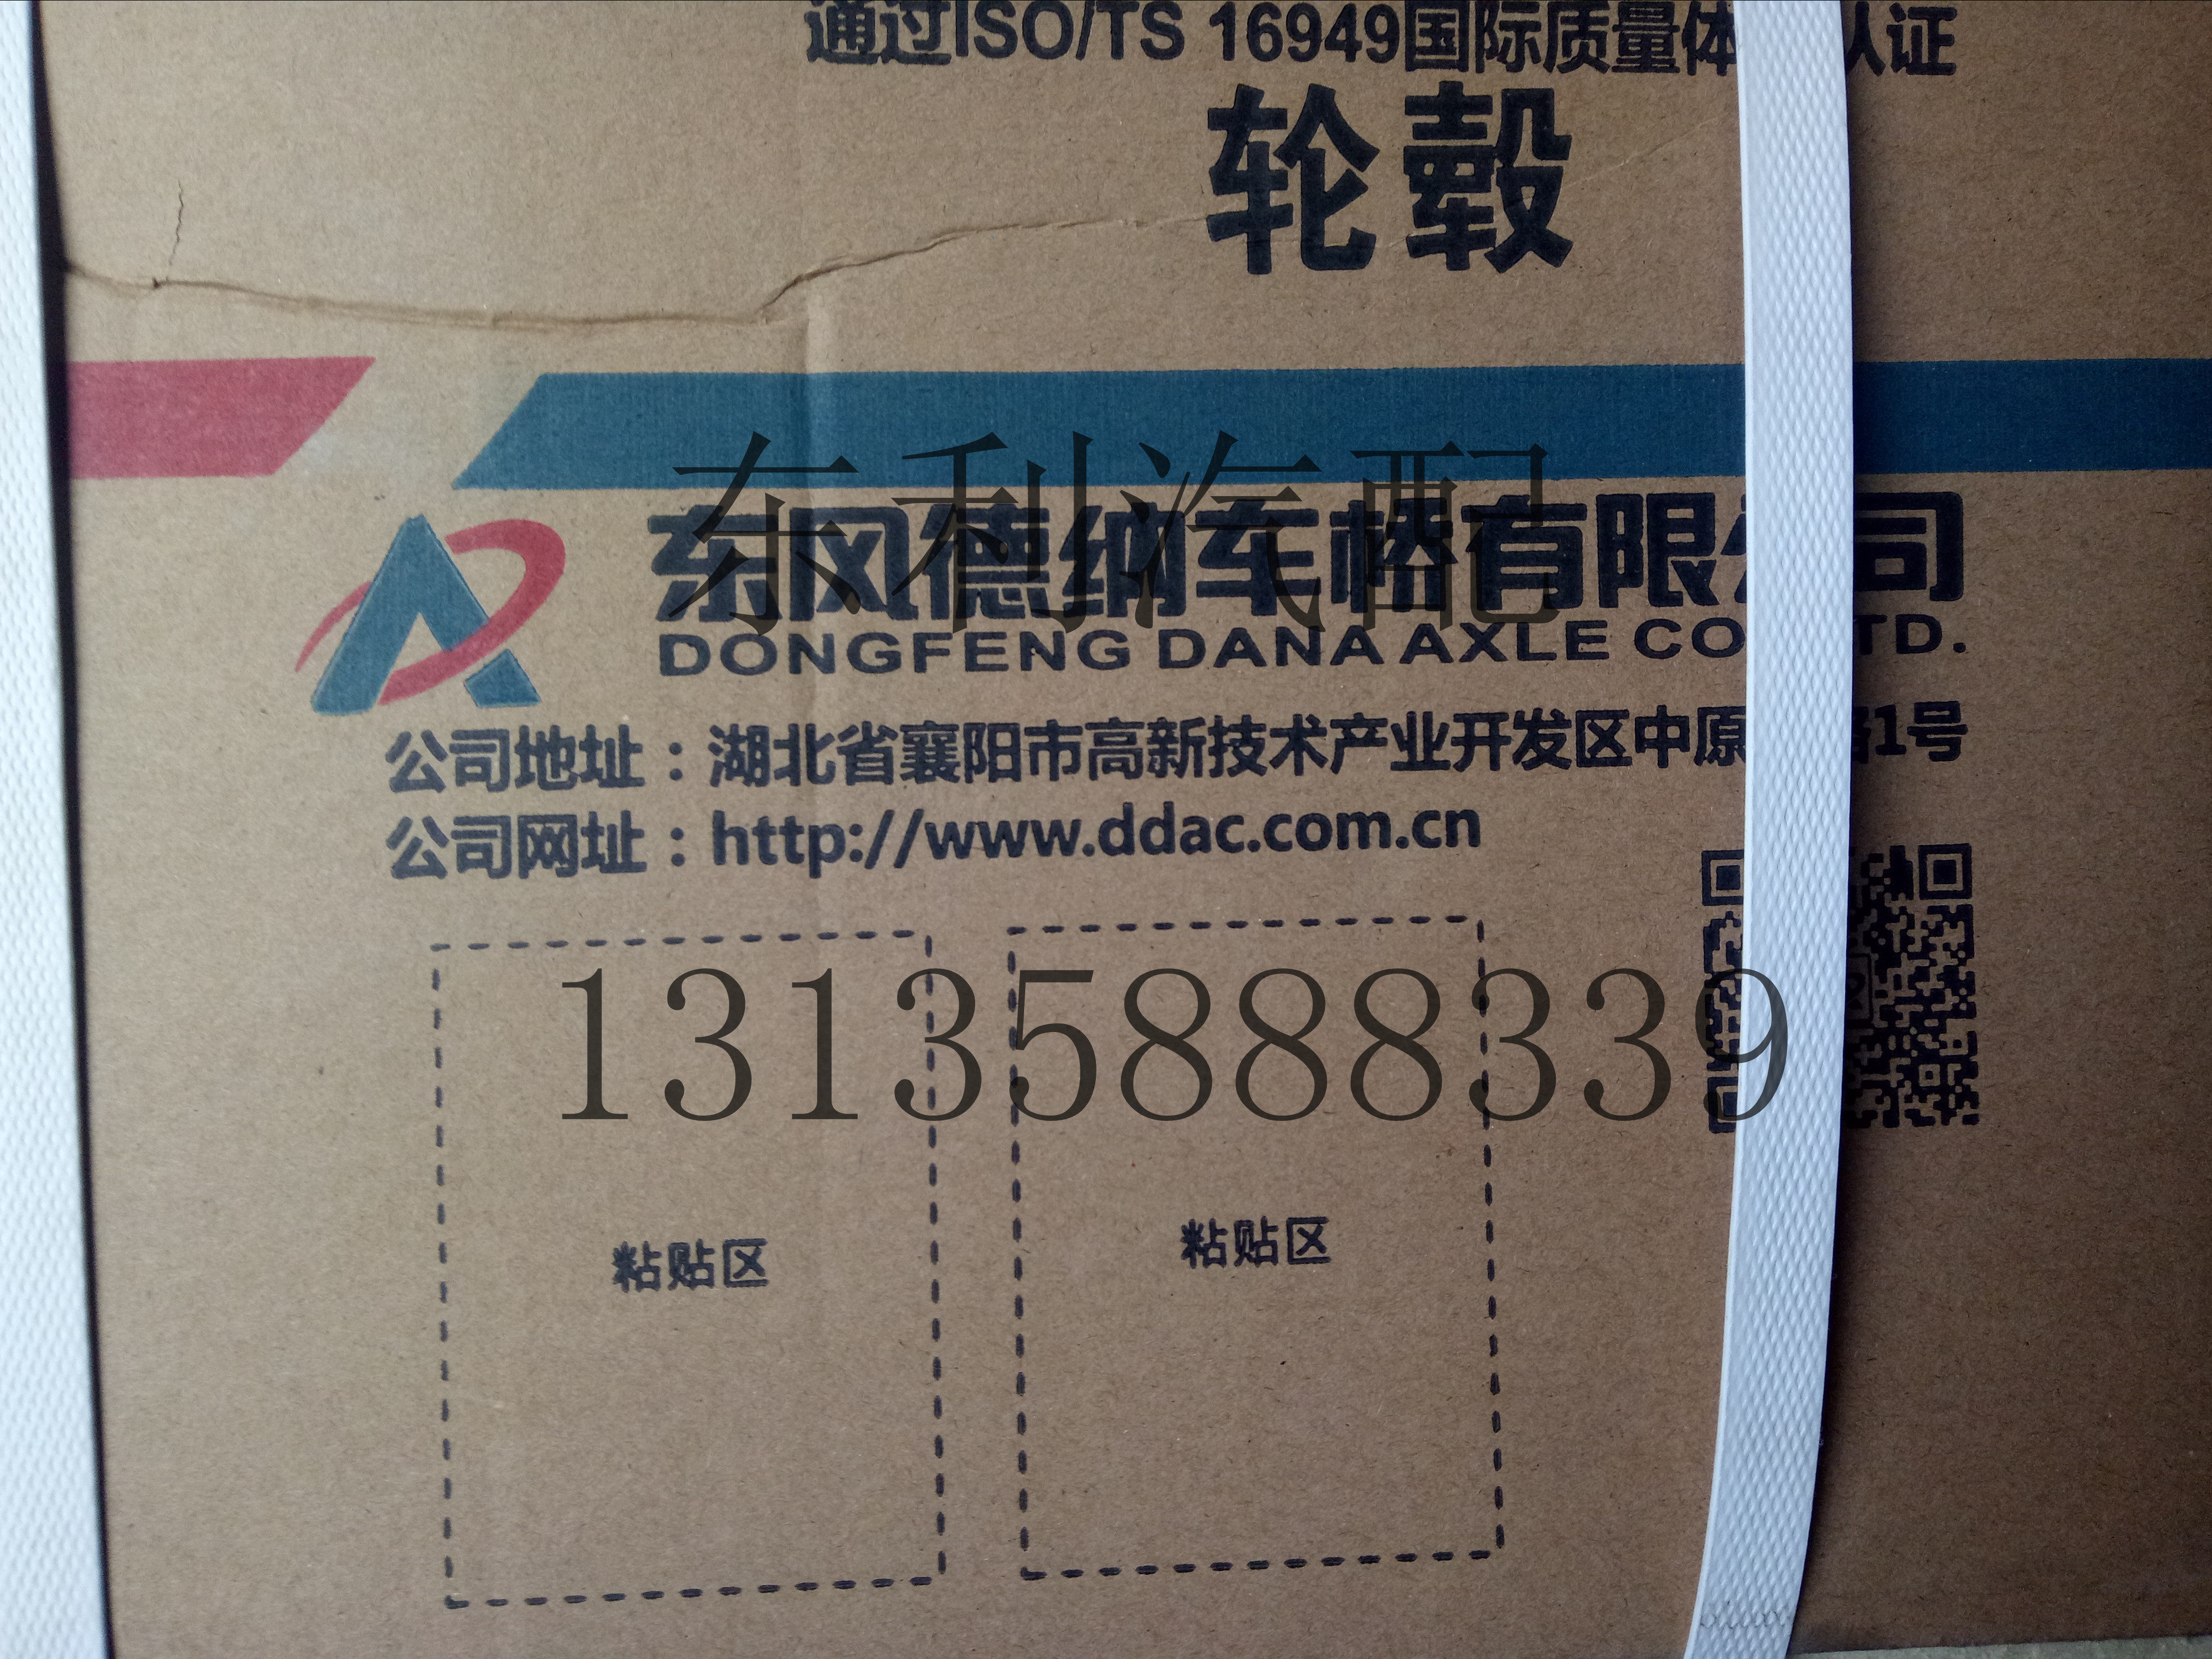 通过ISO/TS 16949国际质量体 认证
轮毂
东利汽配
东风德纳车桥有限公司
DONGFENG DANA AXLE CO TD.
公司地址：湖北省襄阳市高新技术产业开发区中原 路1号
公司网址：http://www.ddac.com.cn
13135888339
粘贴区 粘贴区